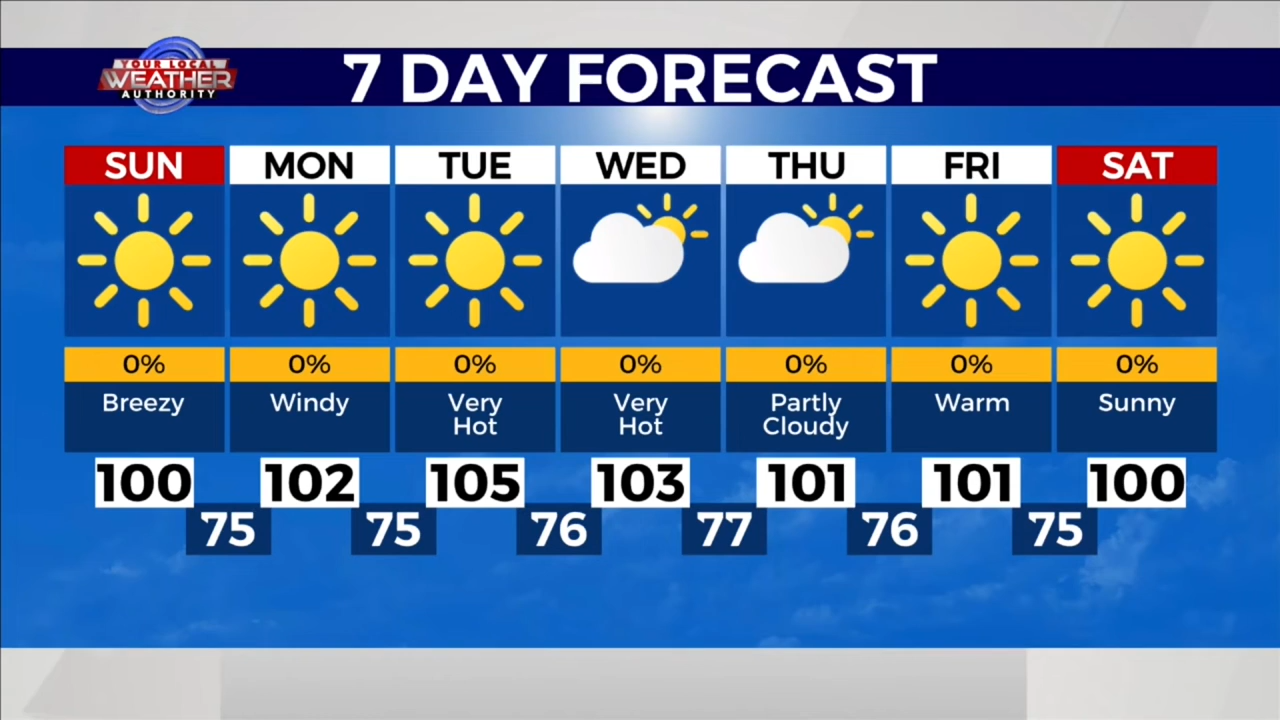 YOUR LOCAL
WEATHER
AUTHORITY
7 DAY FORECAST
SUN MON TUE WED THU FRI SAT
0% 0% 0% 0% 0% 0% 0%
Breezy Windy Very Hot Very Hot Partly Cloudy Warm Sunny
100 102 105 103 101 101 100
75 75 76 77 76 75